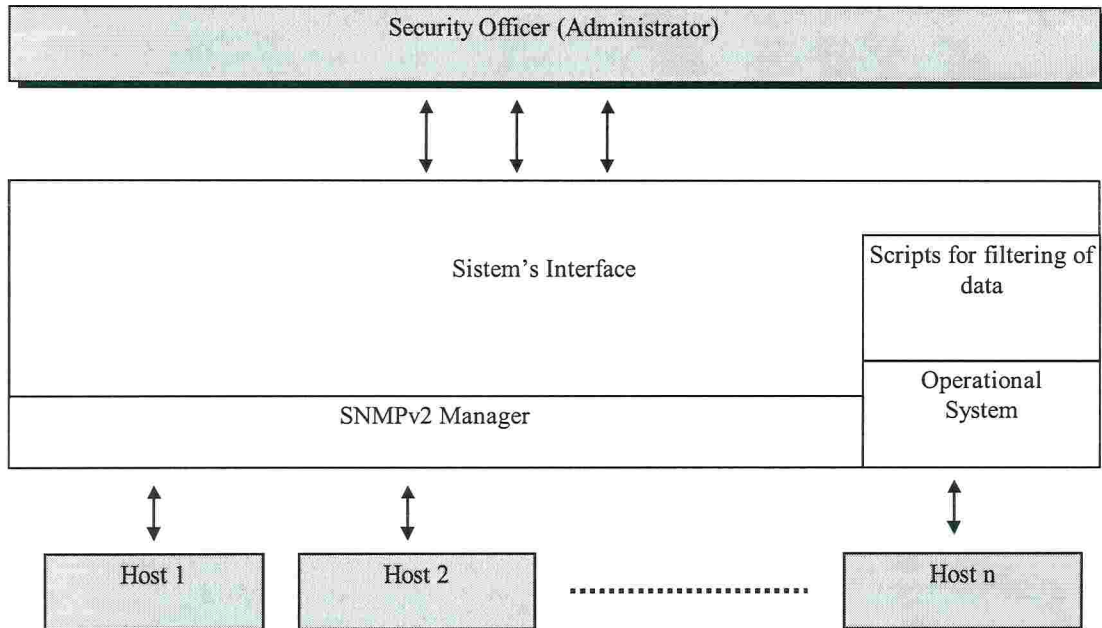 Security Officer (Administrator)
Sistem's Interface
Scripts for filtering of
data
Operational
System
SNMPv2 Manager
Host 1
Host 2
Host n